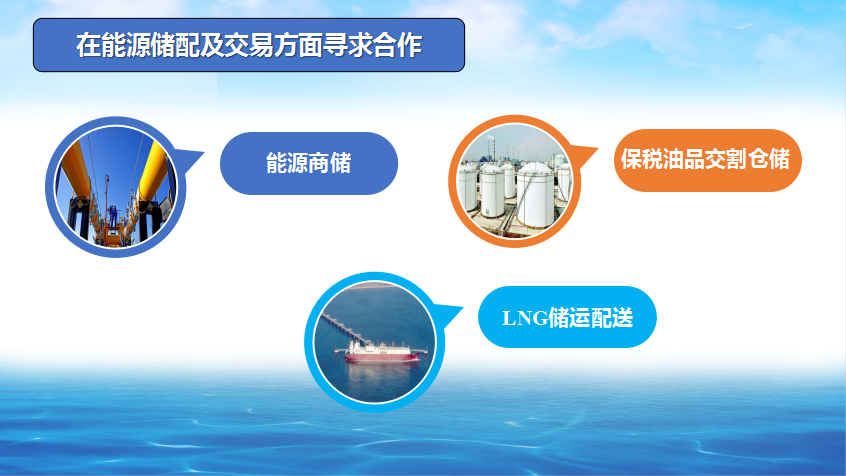 在能源储配及交易方面寻求合作
能源商储
保税油品交割仓储
LNG储运配送